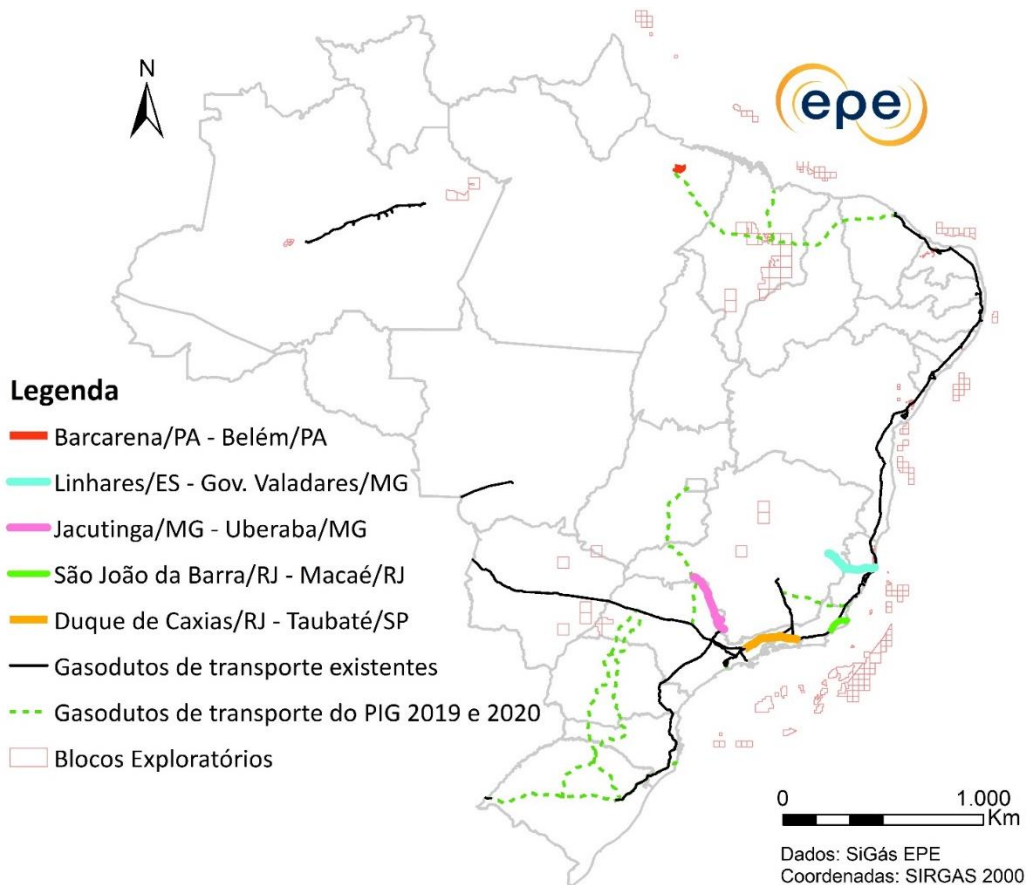 N
epe
Legenda
Barcarena/PA - Belém/PA
Linhares/ES - Gov. Valadares/MG
Jacutinga/MG - Uberaba/MG
São João da Barra/RJ - Macaé/RJ
Duque de Caxias/RJ - Taubaté/SP
Gasodutos de transporte existentes
Gasodutos de transporte do PIG 2019 e 2020
Blocos Exploratórios
0 1.000
Km
Dados: SiGás EPE
Coordenadas: SIRGAS 2000